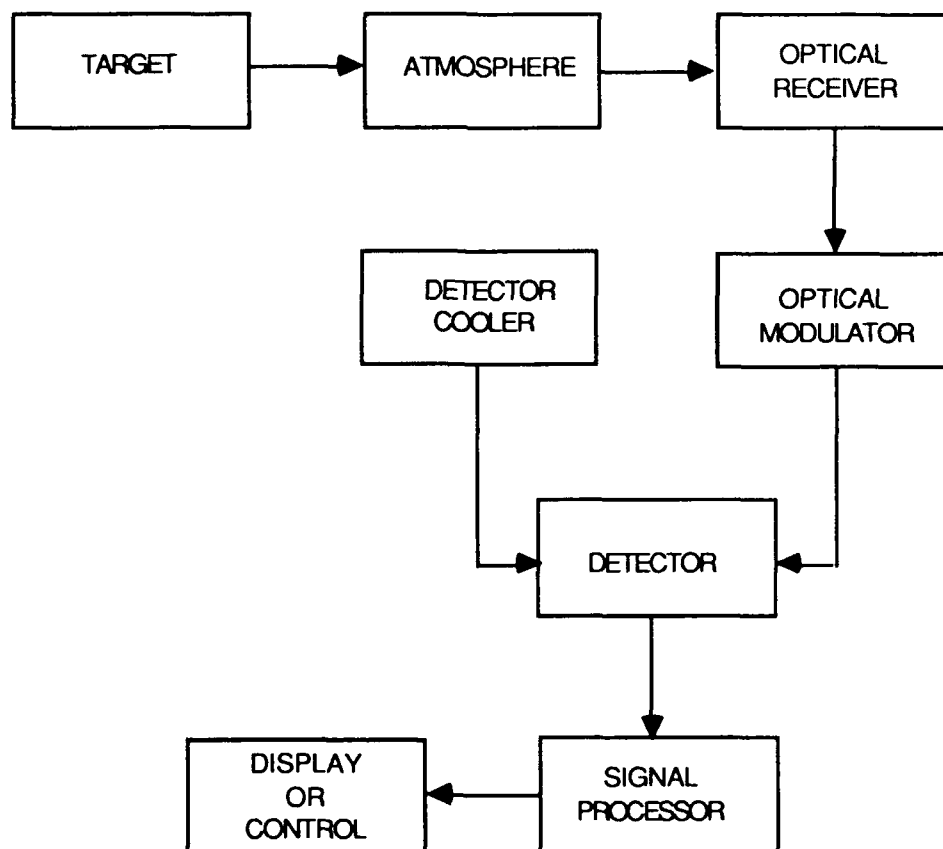 TARGET
ATMOSPHERE
OPTICAL
RECEIVER
DETECTOR
COOLER
OPTICAL
MODULATOR
DETECTOR
DISPLAY
OR
CONTROL
SIGNAL
PROCESSOR